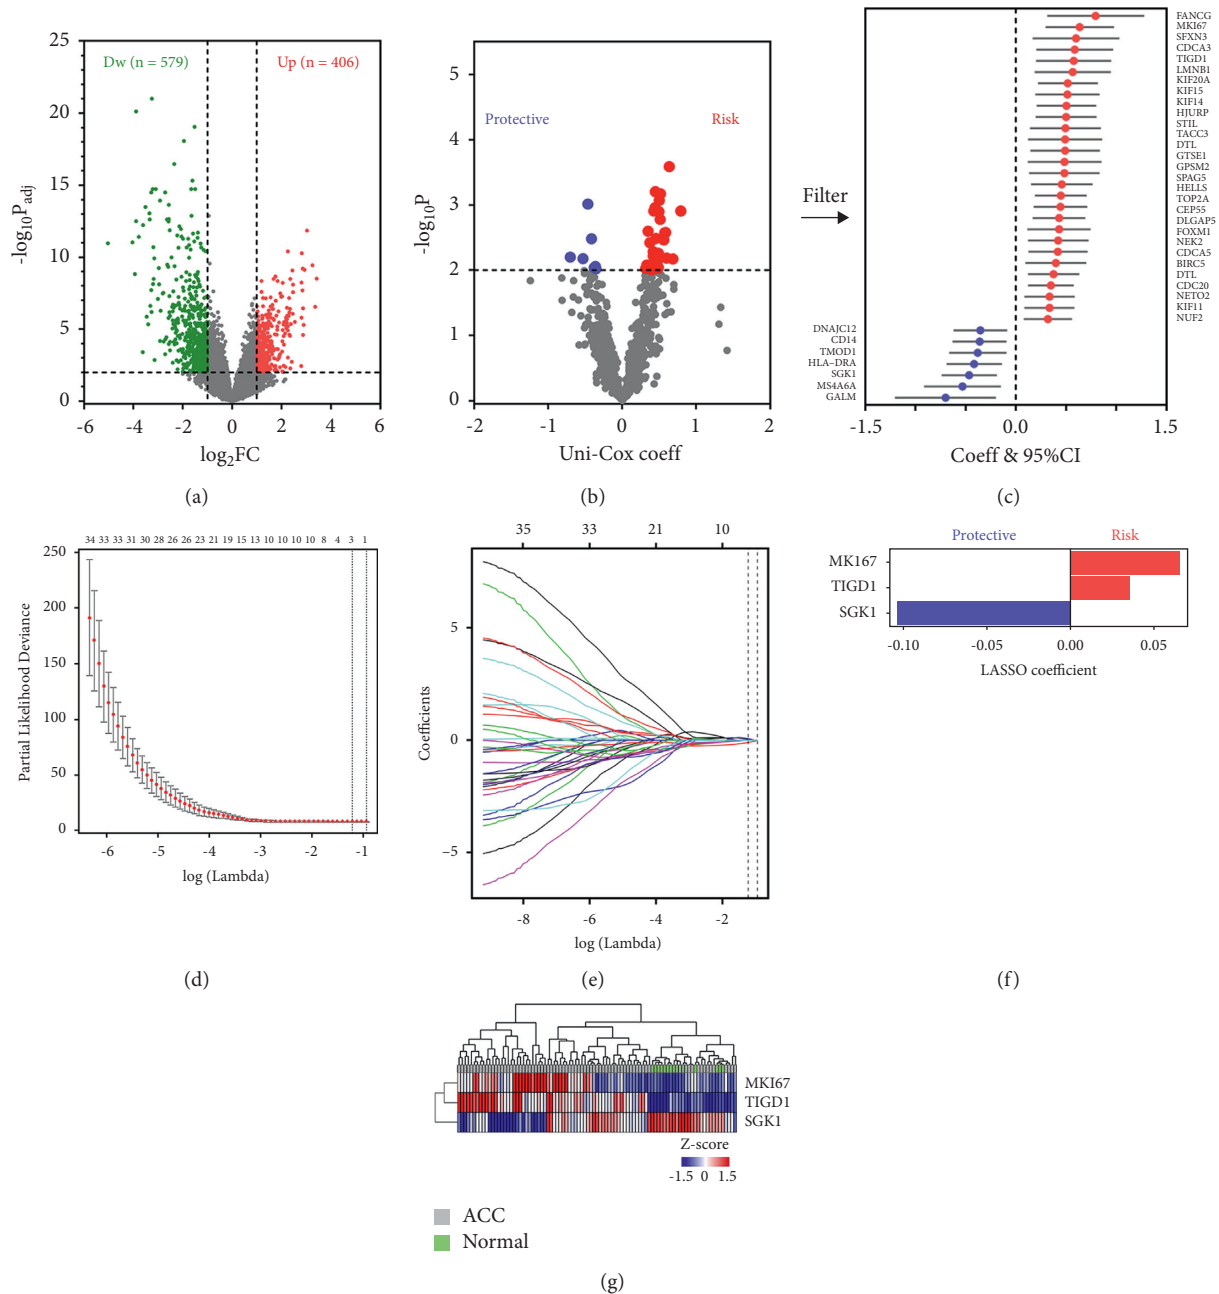 Dw (n = 579)
Up (n = 406)
25
20
15
10
5
0
-log10Padj
-6
-4
-2
0
2
4
6
log2FC
(a)
Protective
Risk
5
4
3
2
1
0
-log10P
-2
-1
0
1
2
Uni-Cox coeff
(b)
Filter
FANCG
MKI67
SFXN3
CDCA3
TIGD1
LMNB1
KIF20A
KIF15
KIF14
HJURP
STIL
TACC3
DTL
GTSE1
GPSM2
SPAG5
HELLS
TOP2A
CEP55
DLGAP5
FOXM1
NEK2
CDCA5
BIRC5
DTL
CDC20
NETO2
KIF11
NUF2
DNAJC12
CD14
TMOD1
HLA-DRA
SGK1
MS4A6A
GALM
-1.5
0.0
1.5
Coeff & 95%CI
(c)
34 33 33 31 30 28 26 26 23 21 19 15 13 10 10 10 10 8 4 3 1
250
200
150
100
50
0
Partial Likelihood Deviance
-6
-5
-4
-3
-2
-1
log (Lambda)
(d)
35
33
21
10
5
0
-5
Coefficients
-8
-6
-4
-2
log (Lambda)
(e)
Protective
Risk
MK167
TIGD1
SGK1
-0.10
-0.05
0.00
0.05
LASSO coefficient
(f)
MKI67
TIGD1
SGK1
Z-score
-1.5 0 1.5
ACC
Normal
(g)